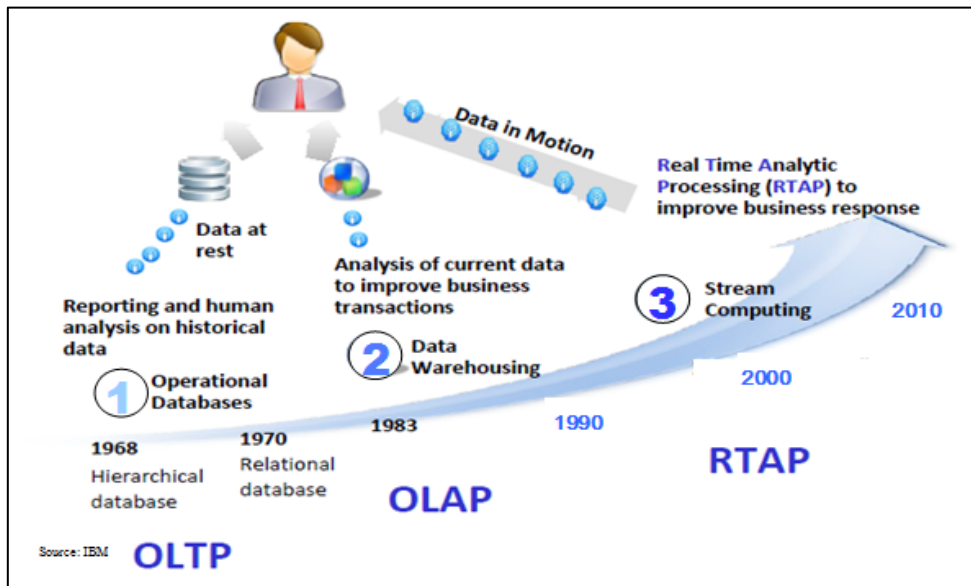 Data in Motion
Real Time Analytic
Processing (RTAP) to
improve business response
Data at
rest
Reporting and human
analysis on historical
data
Analysis of current data
to improve business
transactions
1
Operational
Databases
2
Data
Warehousing
3
Stream
Computing
1968
Hierarchical
database
1970
Relational
database
1983
1990
2000
2010
OLTP
OLAP
RTAP
Source: IBM